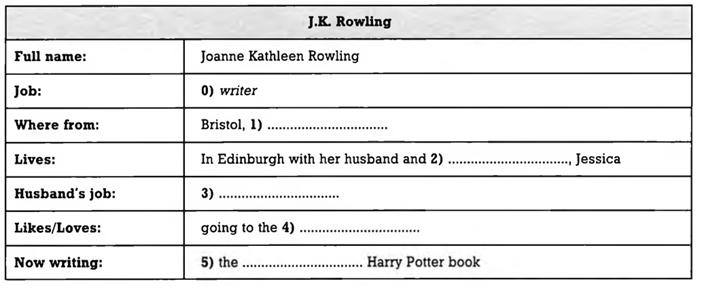 J.K. Rowling
Full name: Joanne Kathleen Rowling
Job: 0) writer
Where from: Bristol, 1) ................................
Lives: In Edinburgh with her husband and 2) ................................, Jessica
Husband's job: 3) ................................
Likes/Loves: going to the 4) ................................
Now writing: 5) the ................................ Harry Potter book